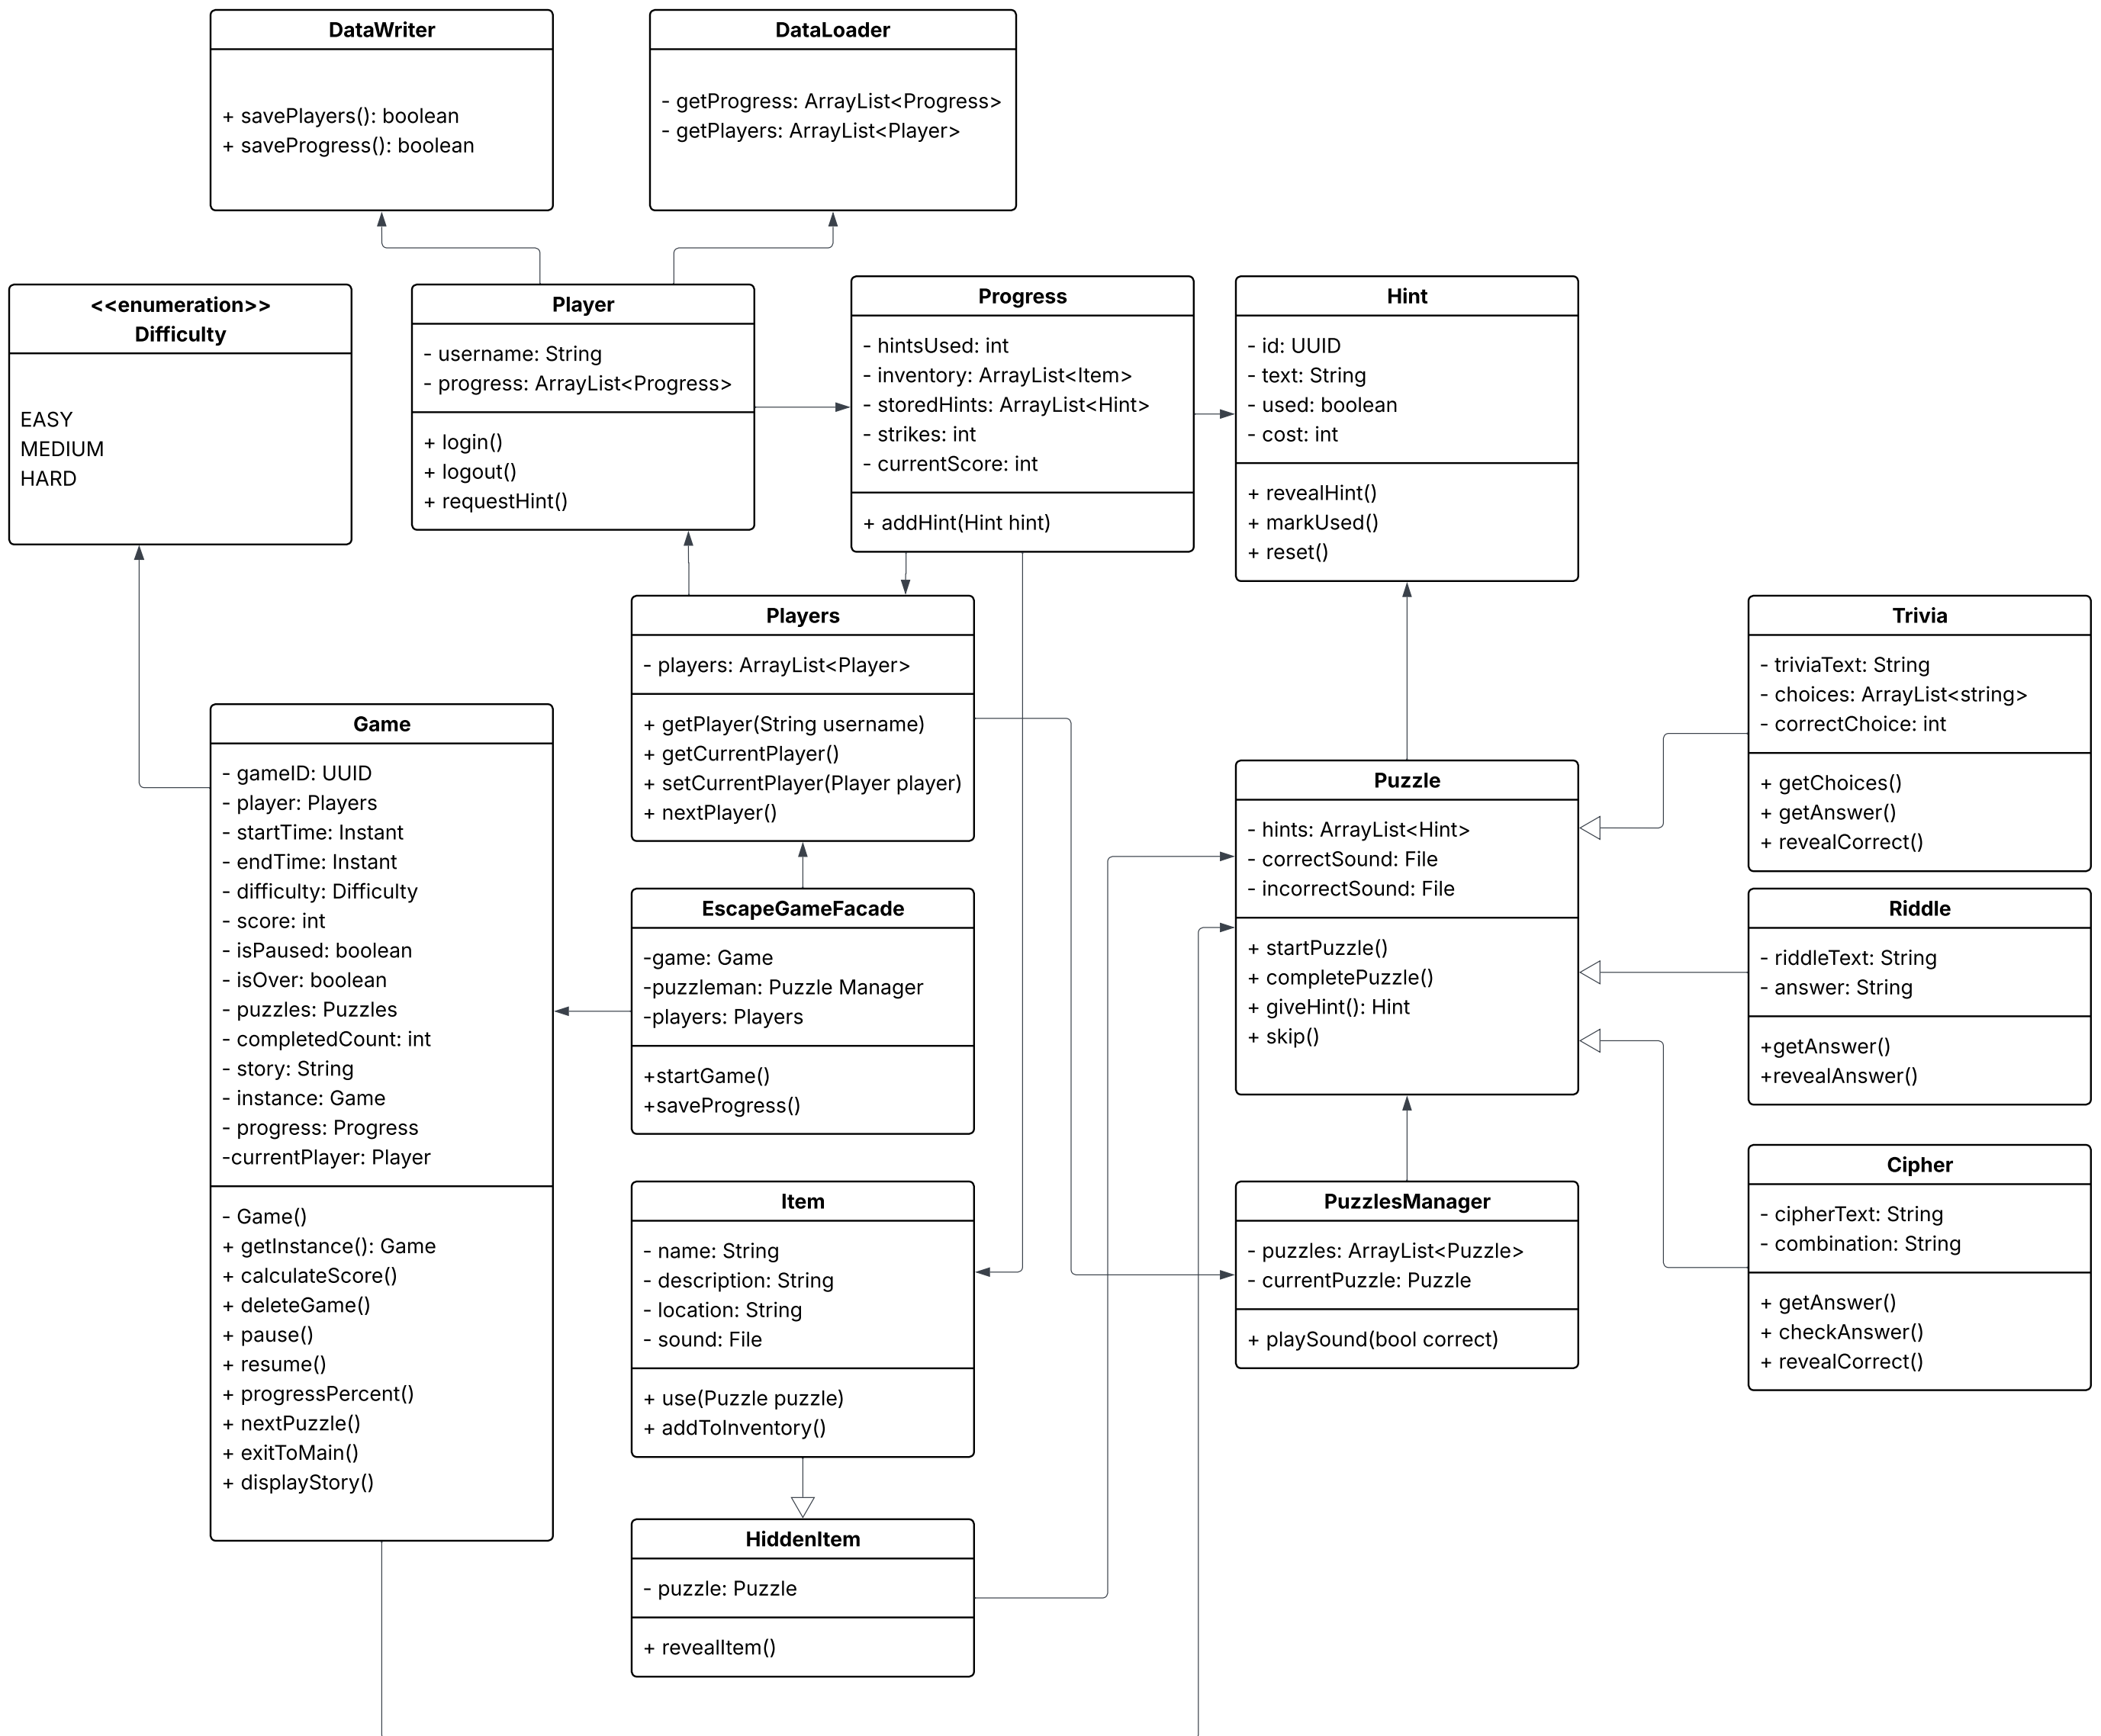 DataWriter
+ savePlayers(): boolean
+ saveProgress(): boolean
DataLoader
- getProgress: ArrayList<Progress>
- getPlayers: ArrayList<Player>
<<enumeration>>
Difficulty
EASY
MEDIUM
HARD
Player
- username: String
- progress: ArrayList<Progress>
+ login()
+ logout()
+ requestHint()
Progress
- hintsUsed: int
- inventory: ArrayList<Item>
- storedHints: ArrayList<Hint>
- strikes: int
- currentScore: int
+ addHint(Hint hint)
Hint
- id: UUID
- text: String
- used: boolean
- cost: int
+ revealHint()
+ markUsed()
+ reset()
Players
- players: ArrayList<Player>
+ getPlayer(String username)
+ getCurrentPlayer()
+ setCurrentPlayer(Player player)
+ nextPlayer()
Trivia
- triviaText: String
- choices: ArrayList<string>
- correctChoice: int
+ getChoices()
+ getAnswer()
+ revealCorrect()
Game
- gameID: UUID
- player: Players
- startTime: Instant
- endTime: Instant
- difficulty: Difficulty
- score: int
- isPaused: boolean
- isOver: boolean
- puzzles: Puzzles
- completedCount: int
- story: String
- instance: Game
- progress: Progress
-currentPlayer: Player
- Game()
+ getInstance(): Game
+ calculateScore()
+ deleteGame()
+ pause()
+ resume()
+ progressPercent()
+ nextPuzzle()
+ exitToMain()
+ displayStory()
Puzzle
- hints: ArrayList<Hint>
- correctSound: File
- incorrectSound: File
+ startPuzzle()
+ completePuzzle()
+ giveHint(): Hint
+ skip()
EscapeGameFacade
-game: Game
-puzzleman: Puzzle Manager
-players: Players
+startGame()
+saveProgress()
Riddle
- riddleText: String
- answer: String
+getAnswer()
+revealAnswer()
Cipher
- cipherText: String
- combination: String
+ getAnswer()
+ checkAnswer()
+ revealCorrect()
Item
- name: String
- description: String
- location: String
- sound: File
+ use(Puzzle puzzle)
+ addToInventory()
PuzzlesManager
- puzzles: ArrayList<Puzzle>
- currentPuzzle: Puzzle
+ playSound(bool correct)
HiddenItem
- puzzle: Puzzle
+ revealItem()